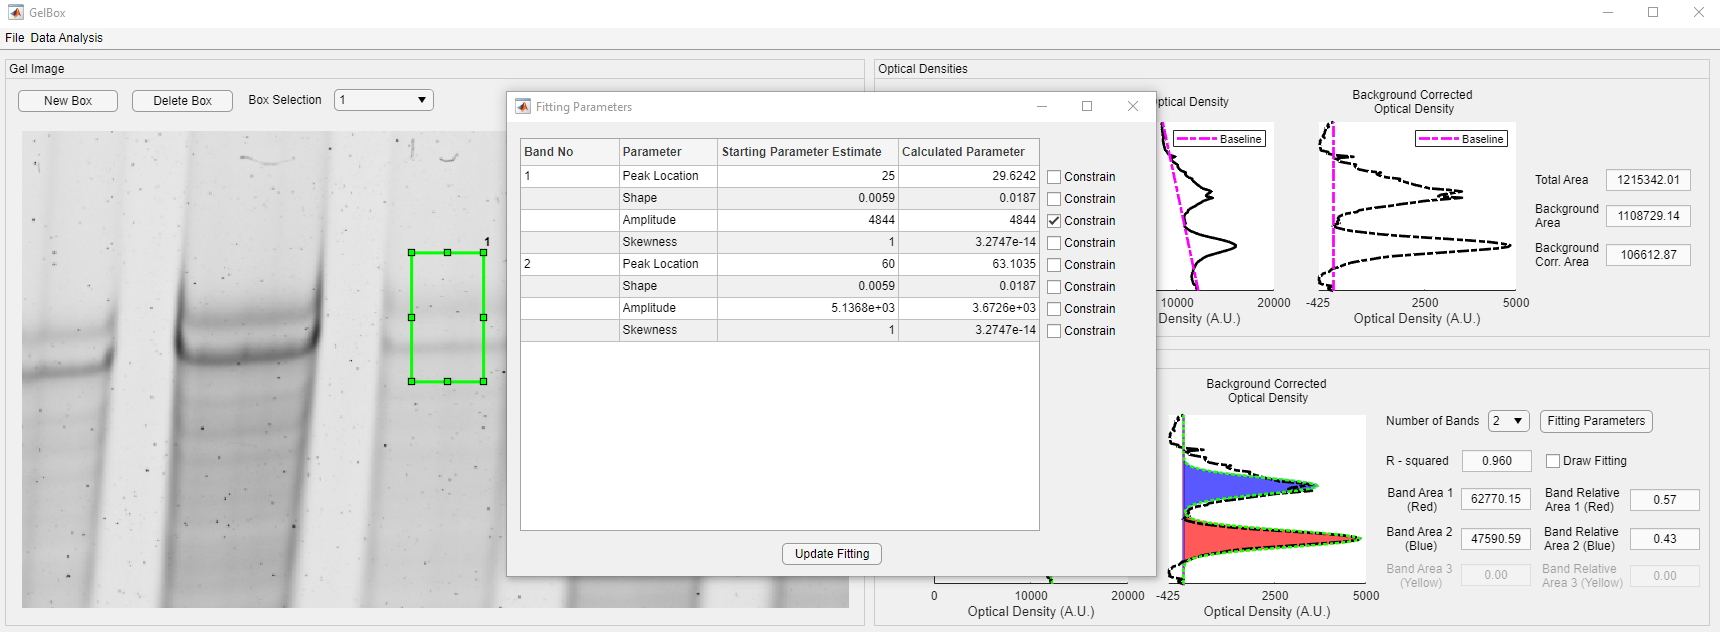 GelBox
File Data Analysis
Gel Image
New Box
Delete Box
Box Selection
1
1
Fitting Parameters
Band No Parameter Starting Parameter Estimate Calculated Parameter
1 Peak Location 25 29.6242 Constrain
Shape 0.0059 0.0187 Constrain
Amplitude 4844 4844 Constrain
Skewness 1 3.2747e-14 Constrain
2 Peak Location 60 63.1035 Constrain
Shape 0.0059 0.0187 Constrain
Amplitude 5.1368e+03 3.6726e+03 Constrain
Skewness 1 3.2747e-14 Constrain
Update Fitting
Optical Densities
ptical Density
Baseline
10000 20000
Density (A.U.)
Background Corrected
Optical Density
Baseline
-425 2500 5000
Optical Density (A.U.)
Total Area 1215342.01
Background
Area
1108729.14
Background
Corr. Area
106612.87
0 10000 20000
Optical Density (A.U.)
Background Corrected
Optical Density
-425 2500 5000
Optical Density (A.U.)
Number of Bands 2 Fitting Parameters
R - squared 0.960 Draw Fitting
Band Area 1
(Red)
62770.15
Band Relative
Area 1 (Red)
0.57
Band Area 2
(Blue)
47590.59
Band Relative
Area 2 (Blue)
0.43
Band Area 3
(Yellow)
0.00
Band Relative
Area 3 (Yellow)
0.00